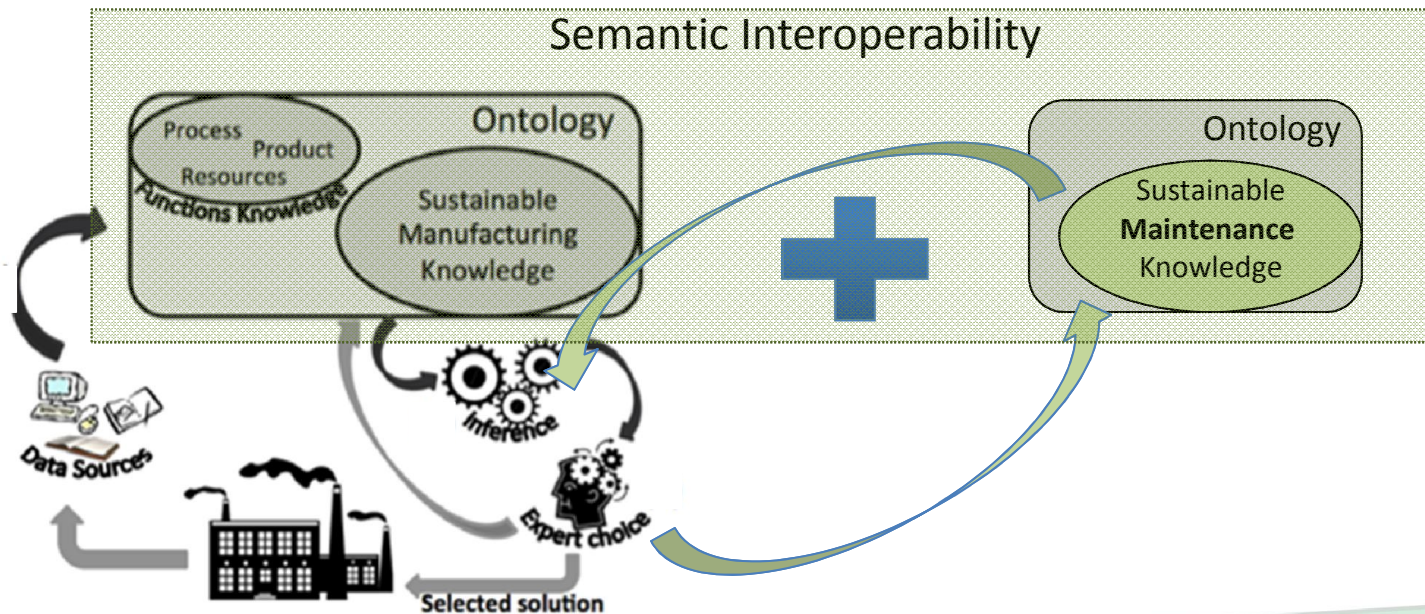 Semantic Interoperability
Ontology
Process
Product
Resources
Functions Knowledge
Sustainable
Manufacturing
Knowledge
Ontology
Sustainable
Maintenance
Knowledge
Inference
Data Sources
Expert choice
Selected solution